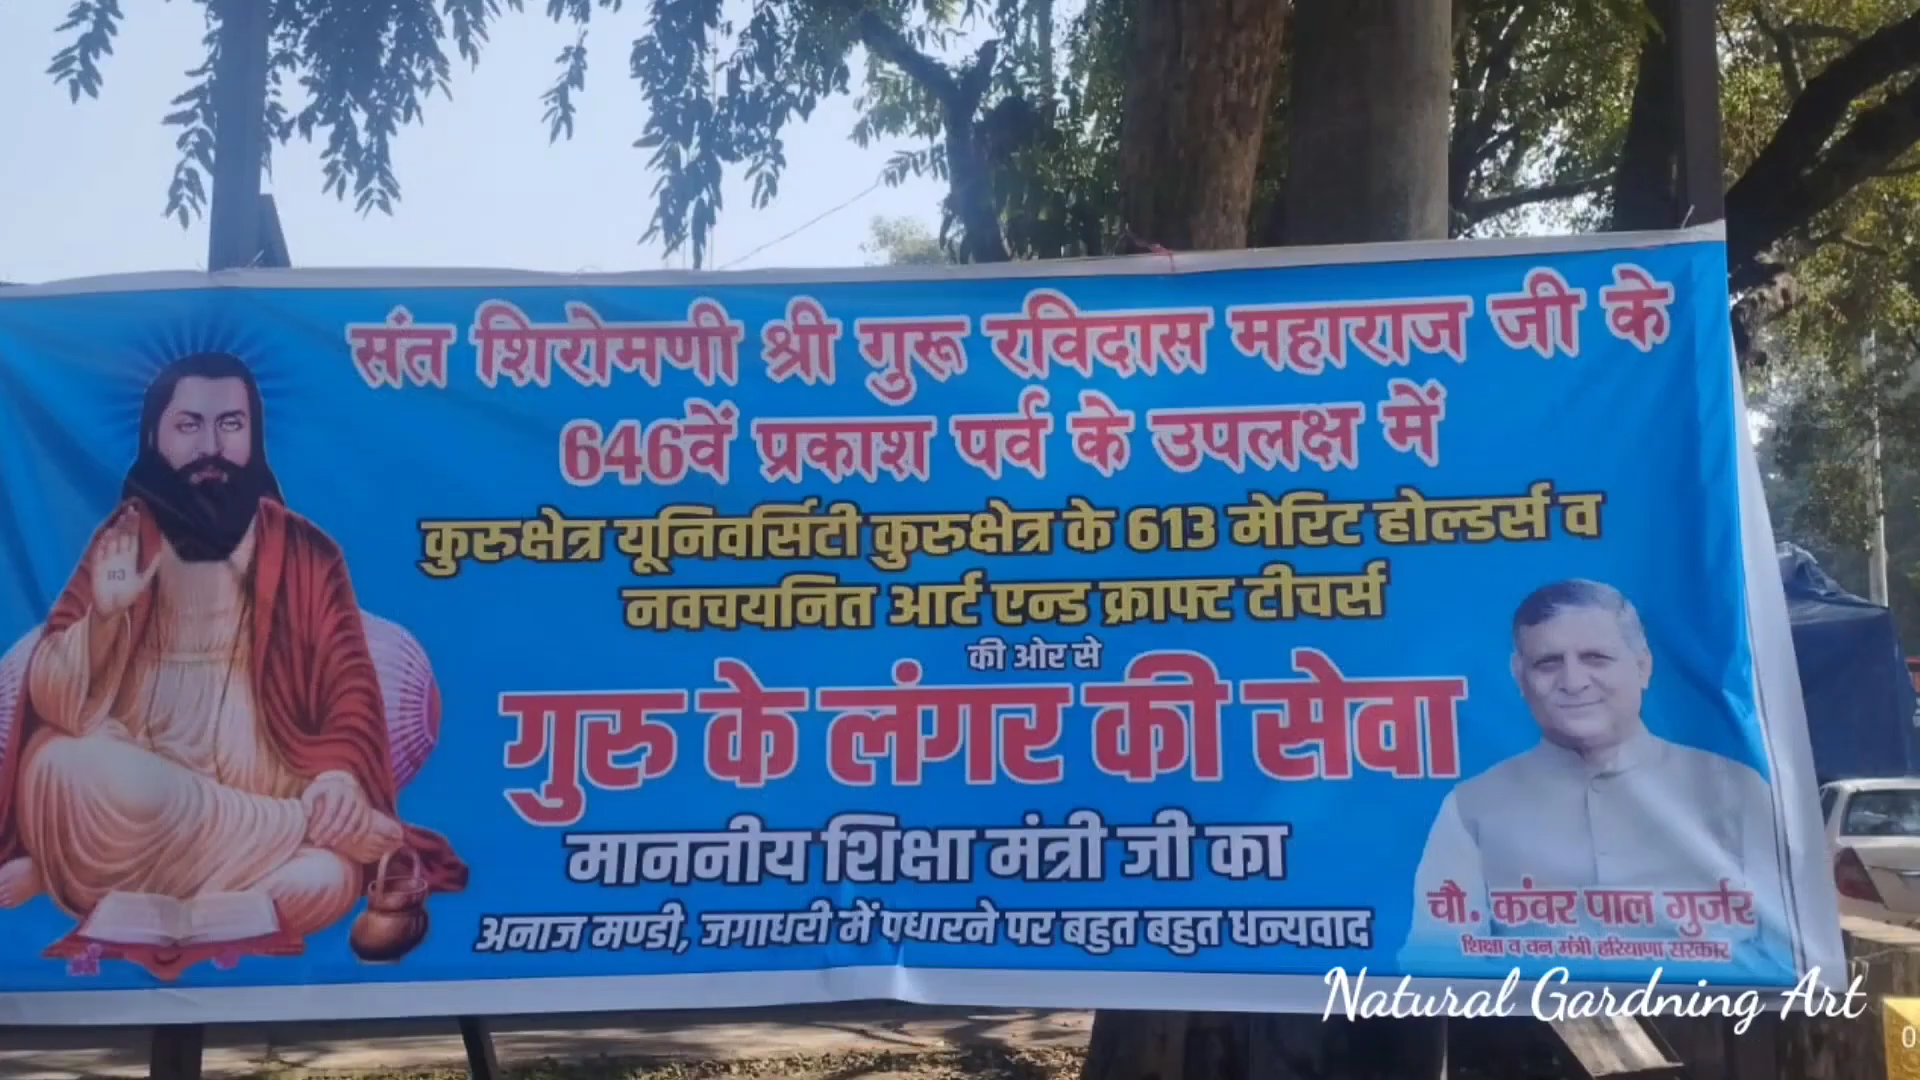 संत शिरोमणी श्री गुरू रविदास महाराज जी के
646वें प्रकाश पर्व के उपलक्ष में
कुरुक्षेत्र यूनिवर्सिटी कुरुक्षेत्र के 613 मेरिट होल्डर्स व
नवचयनित आर्ट एन्ड क्राफ्ट टीचर्स
की ओर से
गुरु के लंगर की सेवा
माननीय शिक्षा मंत्री जी का
अनाज मण्डी, जगाधरी में पधारने पर बहुत बहुत धन्यवाद
चौ. कंवर पाल गुर्जर
शिक्षा व वन मंत्री हरियाणा सरकार
Natural Gardning Art